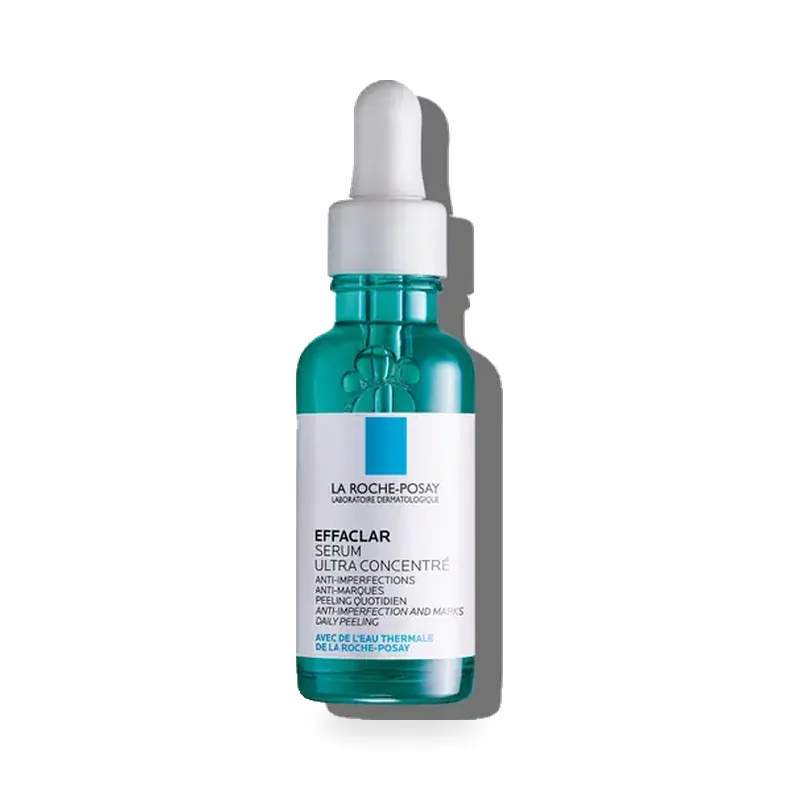 LA ROCHE-POSAY
LABORATOIRE DERMATOLOGIQUE
EFFACLAR
SERUM
ULTRA CONCENTRÉ
ANTI-IMPERFECTIONS
ANTI-MARQUES
PEELING QUOTIDIEN
ANTI-IMPERFECTION AND MARKS
DAILY PEELING
AVEC DE L'EAU THERMALE
DE LA ROCHE-POSAY